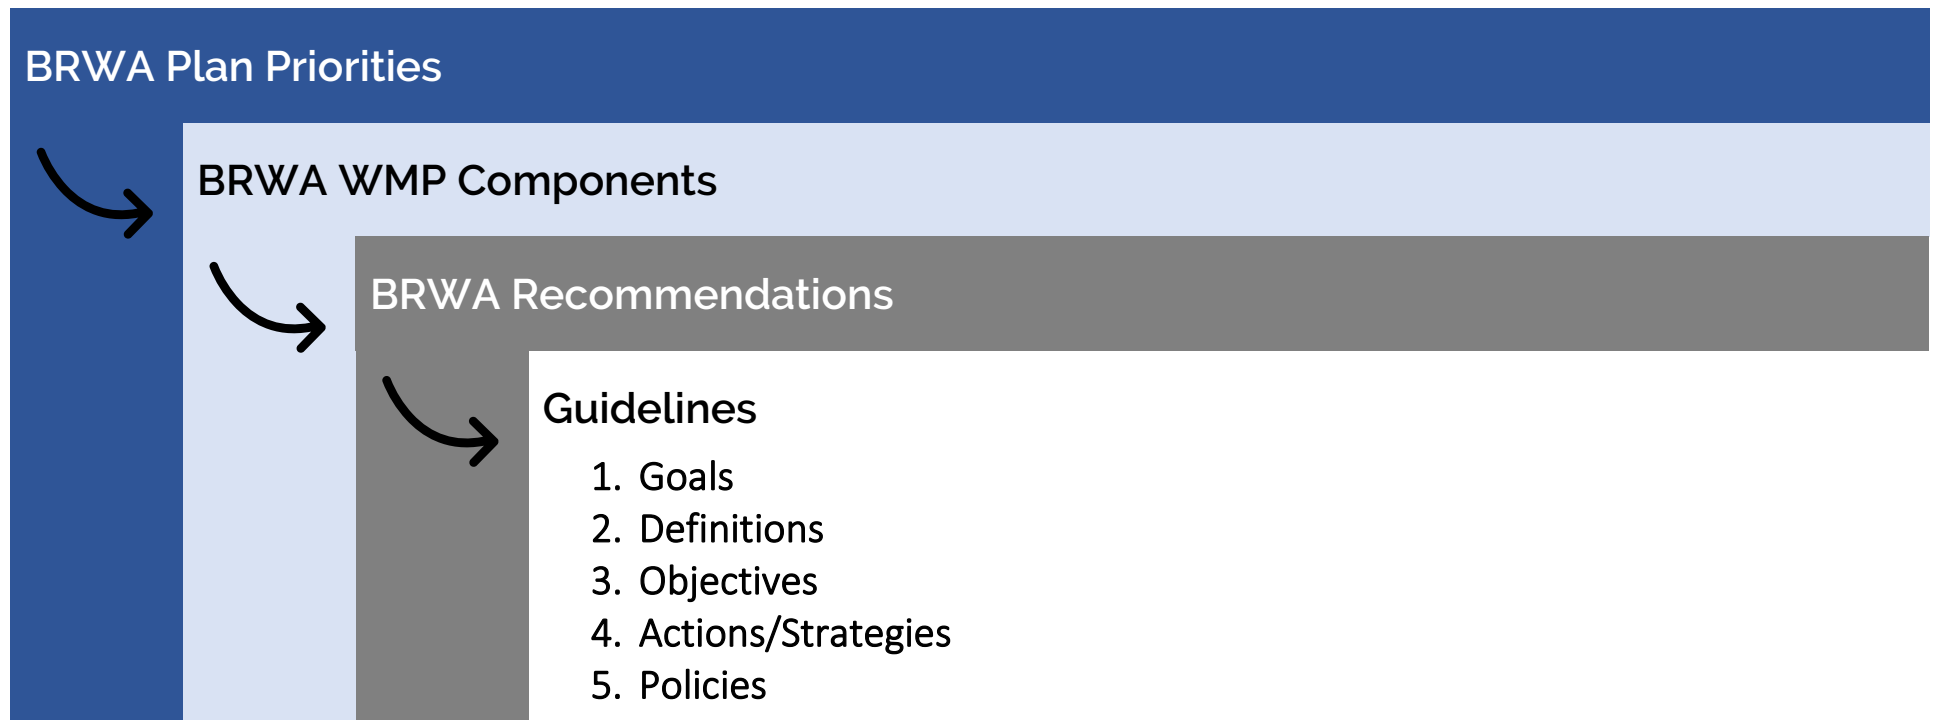 BRWA Plan Priorities
BRWA WMP Components
BRWA Recommendations
Guidelines
1. Goals
2. Definitions
3. Objectives
4. Actions/Strategies
5. Policies